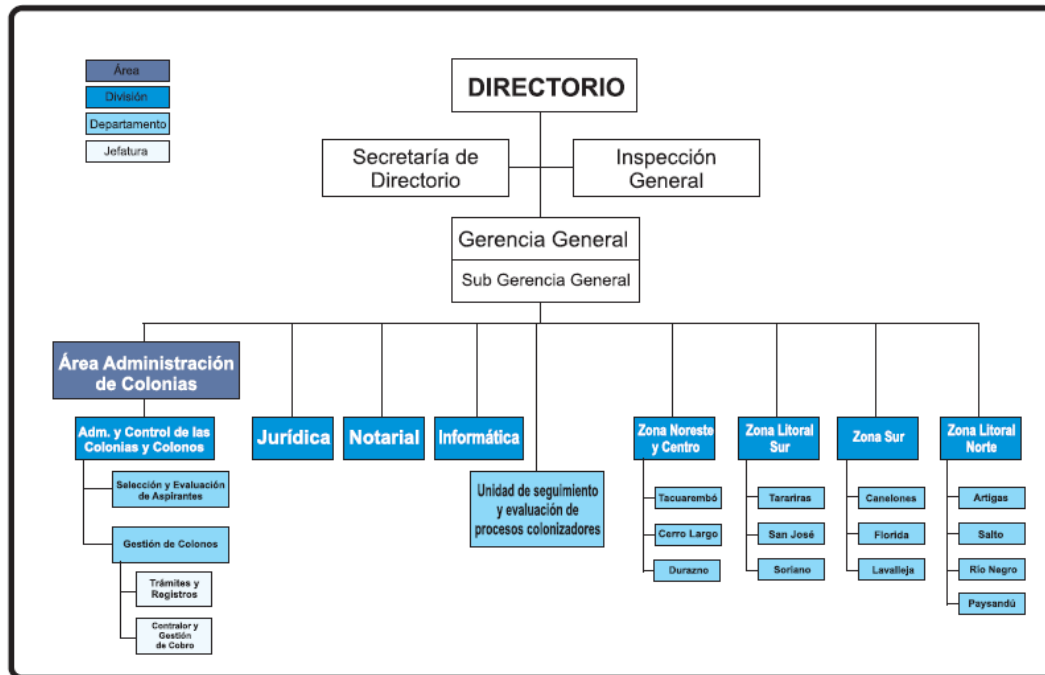 Área
División
Departamento
Jefatura
DIRECTORIO
Secretaría de
Directorio
Inspección
General
Gerencia General
Sub Gerencia General
Área Administración
de Colonias
Adm. y Control de las
Colonias y Colonos
Selección y Evaluación
de Aspirantes
Gestión de Colonos
Trámites y
Registros
Contralor y
Gestión
de Cobro
Jurídica
Notarial
Informática
Unidad de seguimiento
y evaluación de
procesos colonizadores
Zona Noreste
y Centro
Tacuarembó
Cerro Largo
Durazno
Zona Litoral
Sur
Tarariras
San José
Soriano
Zona Sur
Canelones
Florida
Lavalleja
Zona Litoral
Norte
Artigas
Salto
Río Negro
Paysandú